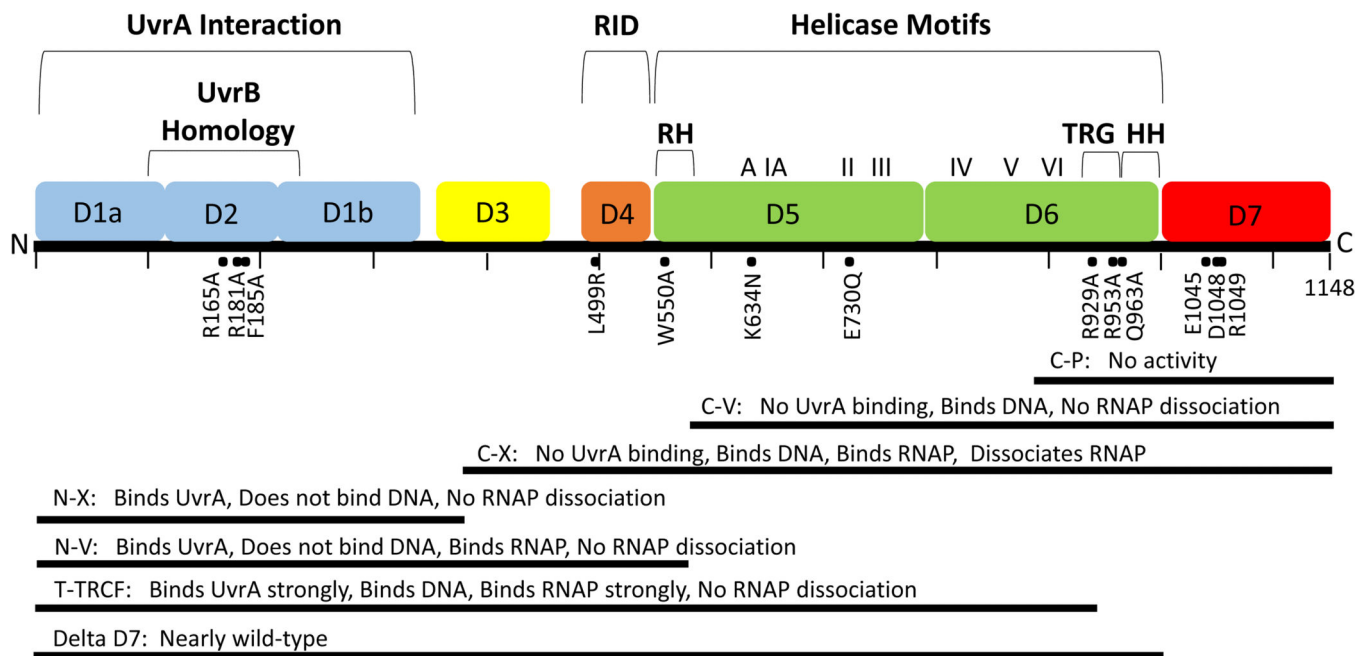 UvrA Interaction RID Helicase Motifs
UvrB
Homology RH TRG HH
A IA II III IV V VI
D1a D2 D1b D3 D4 D5 D6 D7
N C
R165A R181A F185A L499R W550A K634N E730Q R929A R953A Q963A E1045 D1048 R1049 1148
C-P: No activity
C-V: No UvrA binding, Binds DNA, No RNAP dissociation
C-X: No UvrA binding, Binds DNA, Binds RNAP, Dissociates RNAP
N-X: Binds UvrA, Does not bind DNA, No RNAP dissociation
N-V: Binds UvrA, Does not bind DNA, Binds RNAP, No RNAP dissociation
T-TRCF: Binds UvrA strongly, Binds DNA, Binds RNAP strongly, No RNAP dissociation
Delta D7: Nearly wild-type